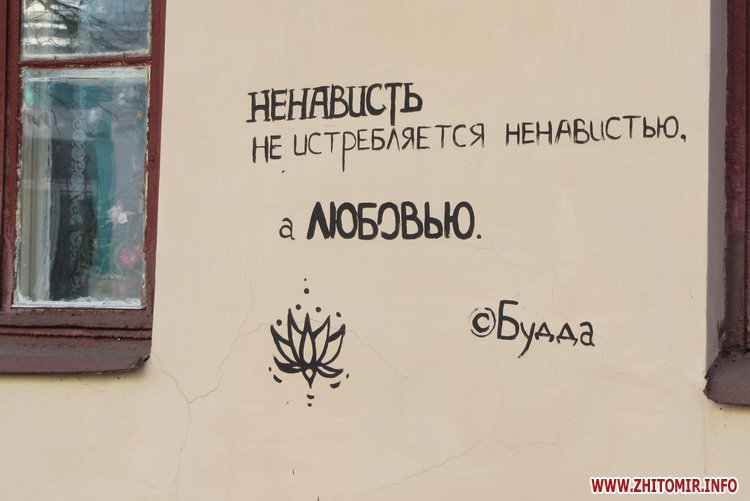 НЕНАВИСТЬ
НЕ ИСТРЕБЛЯЕТСЯ НЕНАВИСТЬЮ,
а ЛЮБОВЬЮ.
©Будда
WWW.ZHITOMIR.INFO